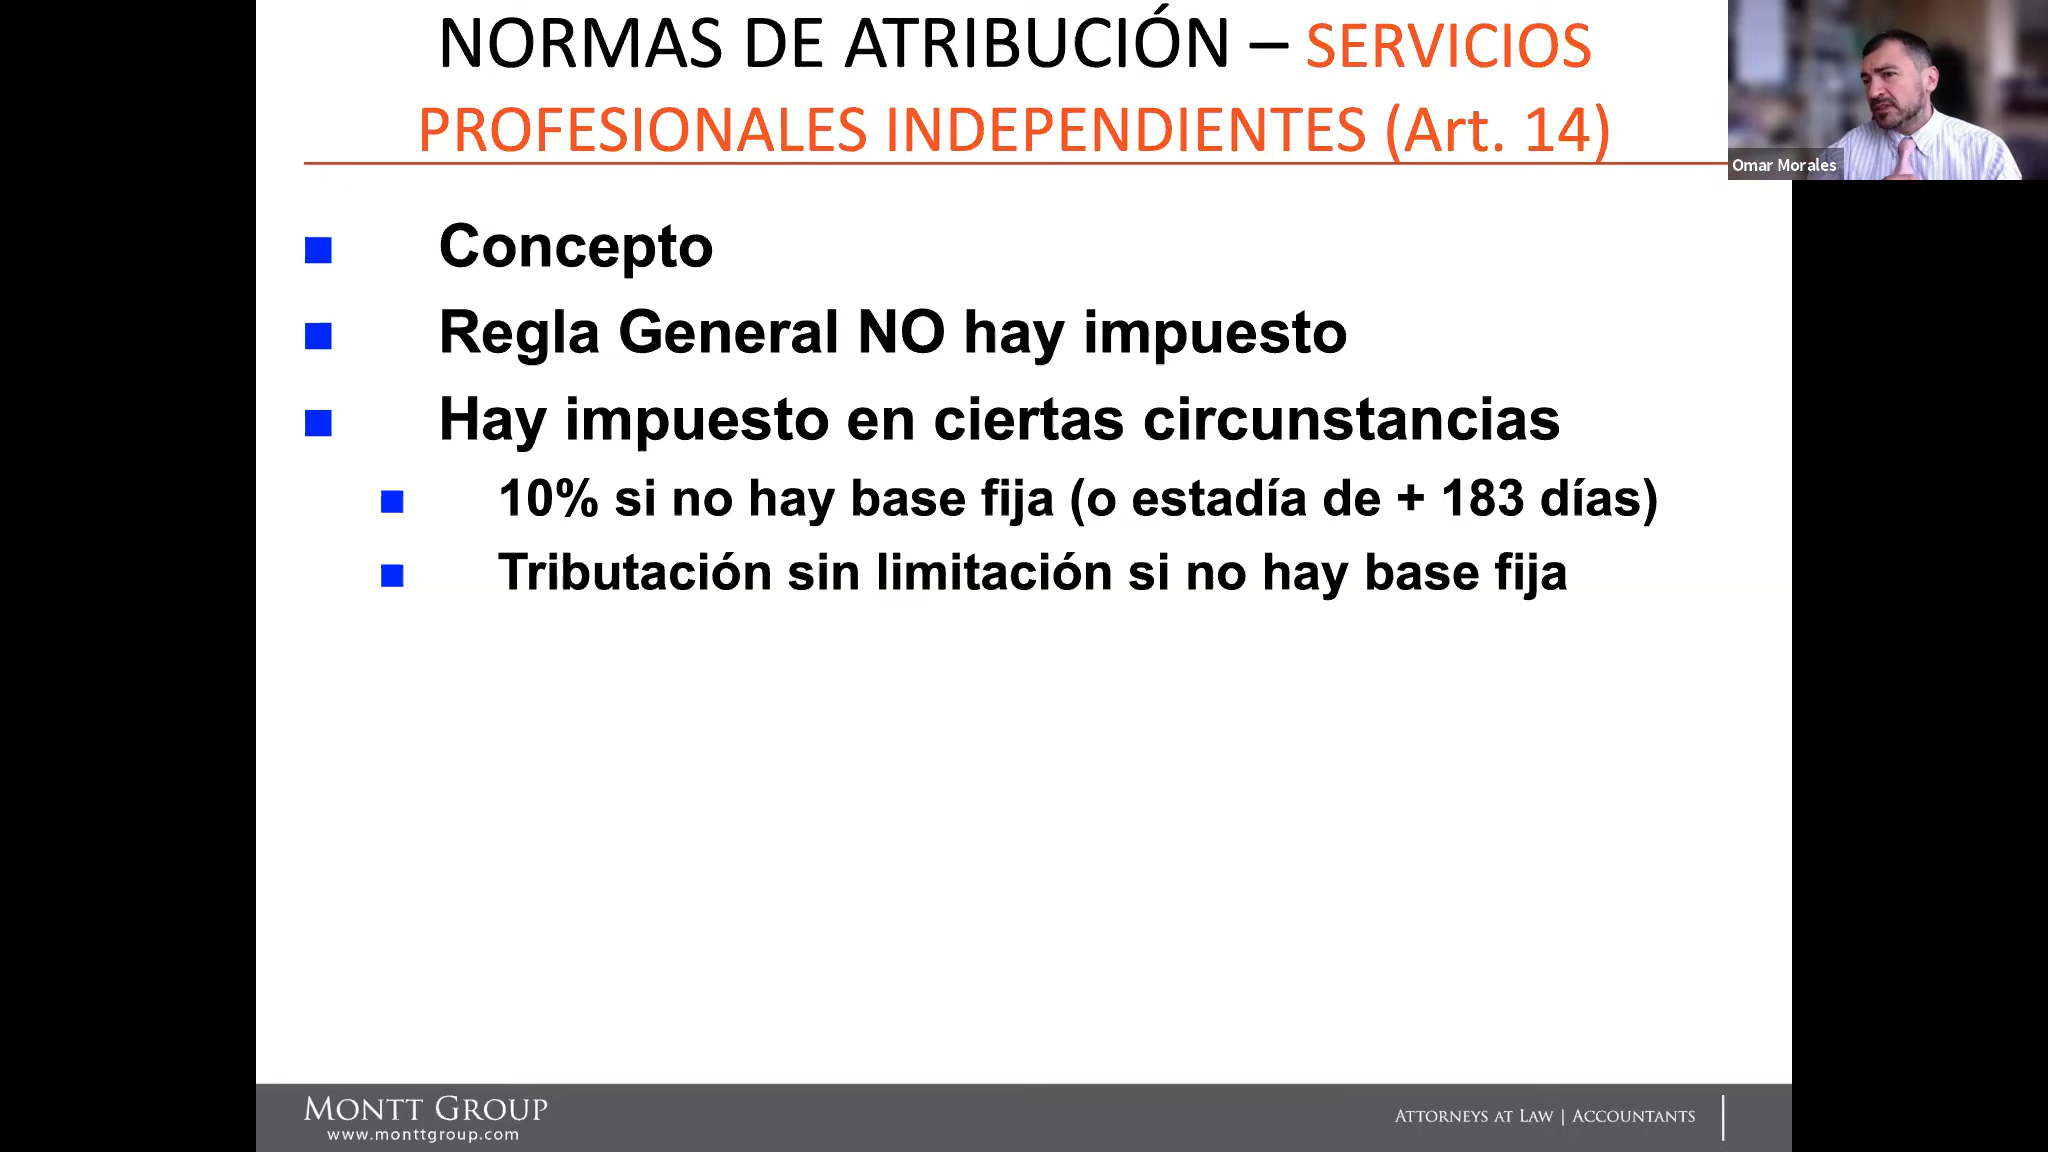 NORMAS DE ATRIBUCIÓN – SERVICIOS
PROFESIONALES INDEPENDIENTES (Art. 14)
Omar Morales
Concepto
Regla General NO hay impuesto
Hay impuesto en ciertas circunstancias
10% si no hay base fija (o estadía de + 183 días)
Tributación sin limitación si no hay base fija
MONTT GROUP
www.monttgroup.com
ATTORNEYS AT LAW | ACCOUNTANTS